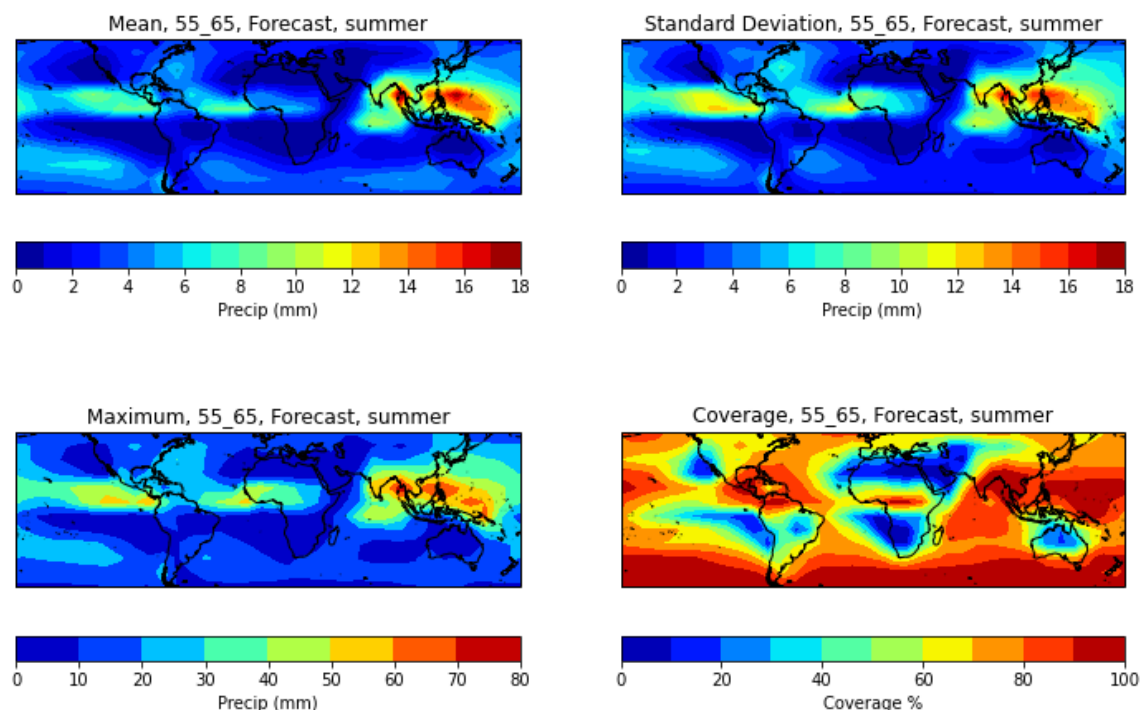 Mean, 55_65, Forecast, summer
Standard Deviation, 55_65, Forecast, summer
0 2 4 6 8 10 12 14 16 18
Precip (mm)
0 2 4 6 8 10 12 14 16 18
Precip (mm)
Maximum, 55_65, Forecast, summer
Coverage, 55_65, Forecast, summer
0 10 20 30 40 50 60 70 80
Precip (mm)
0 20 40 60 80 100
Coverage %